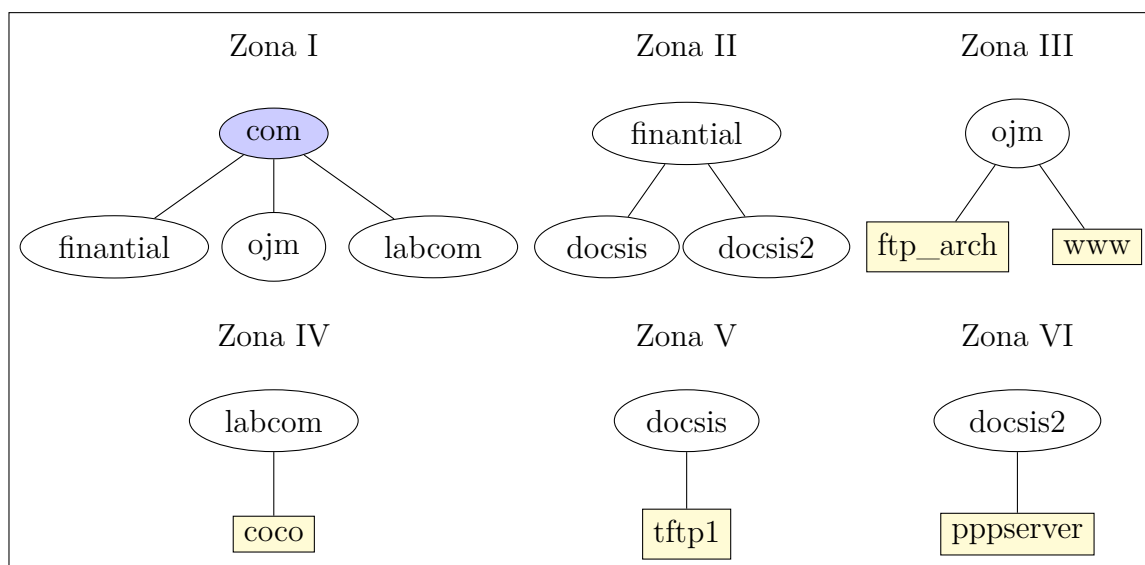 Zona I
Zona II
Zona III
com
finantial
ojm
finantial
ojm
labcom
docsis
docsis2
ftp_arch
www
Zona IV
Zona V
Zona VI
labcom
docsis
docsis2
coco
tftp1
pppserver